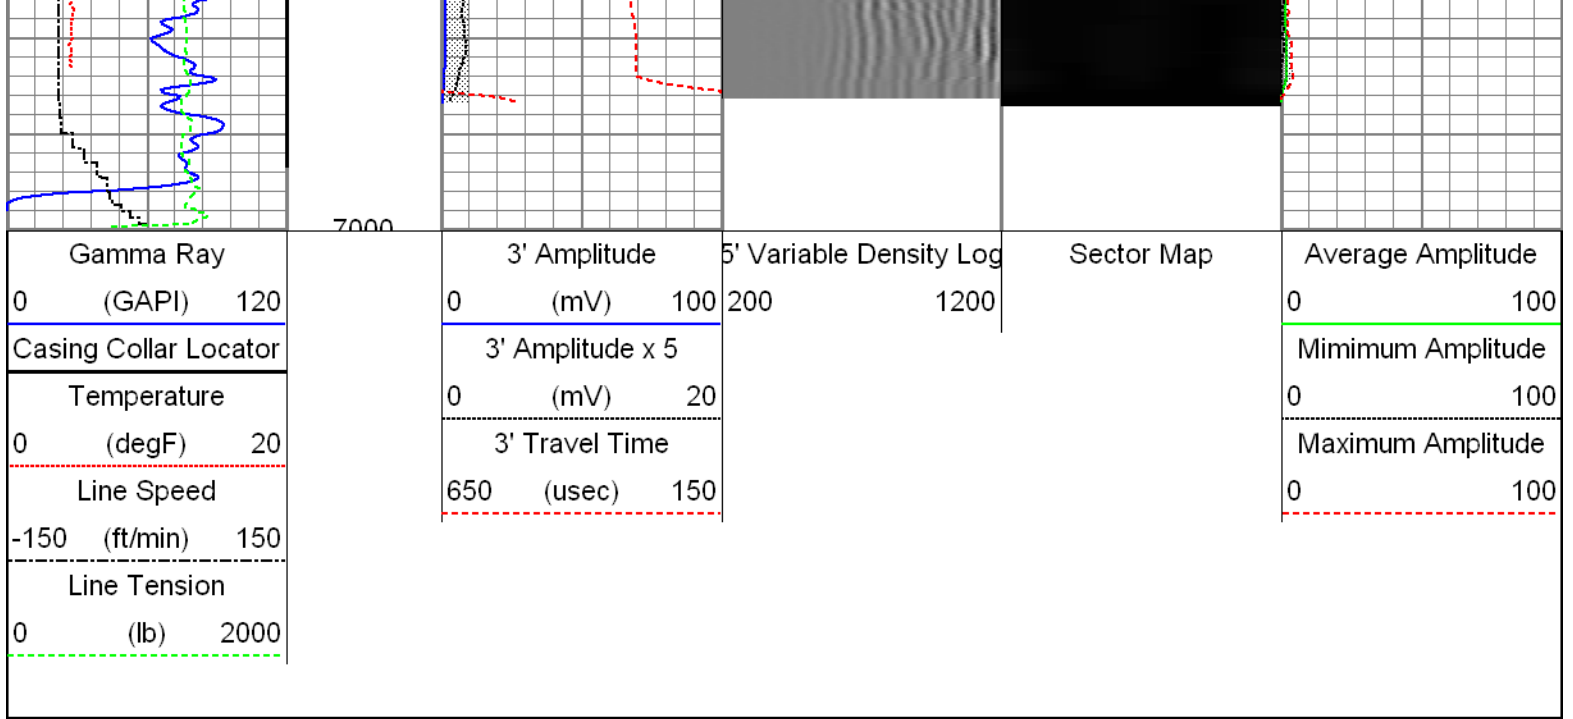 7000
Gamma Ray
0 (GAPI) 120
Casing Collar Locator
Temperature
0 (degF) 20
Line Speed
-150 (ft/min) 150
Line Tension
0 (lb) 2000
3' Amplitude
0 (mV) 100
3' Amplitude x 5
0 (mV) 20
3' Travel Time
650 (usec) 150
5' Variable Density Log
200 1200
Sector Map
Average Amplitude
0 100
Mimimum Amplitude
0 100
Maximum Amplitude
0 100